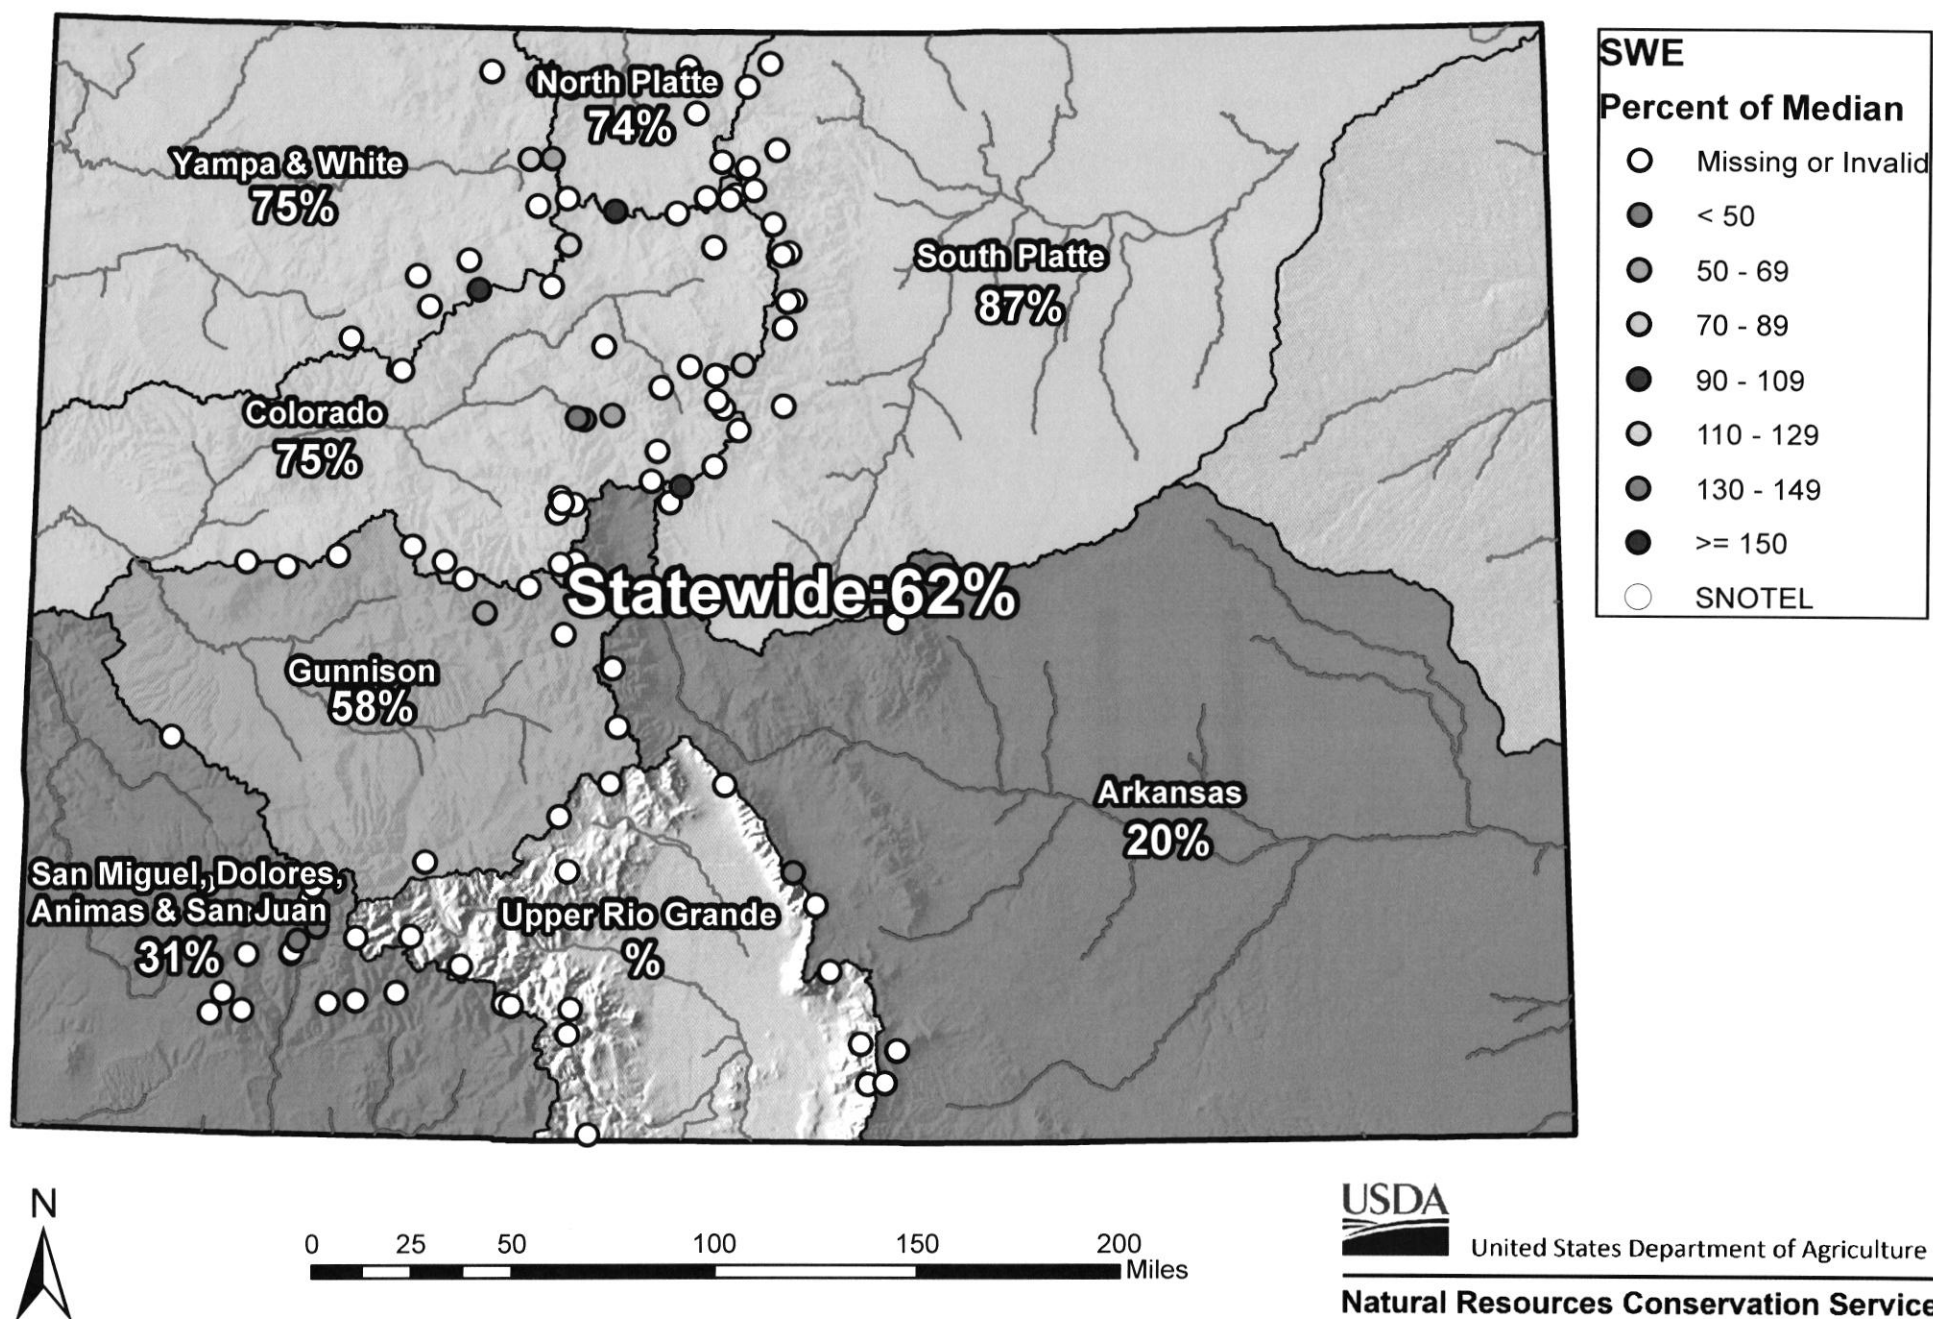 North Platte
74%
Yampa & White
75%
South Platte
87%
Colorado
75%
Statewide:62%
Gunnison
58%
Arkansas
20%
San Miguel, Dolores,
Animas & San Juan
31%
Upper Rio Grande
%
SWE
Percent of Median
Missing or Invalid
< 50
50 - 69
70 - 89
90 - 109
110 - 129
130 - 149
>= 150
SNOTEL
N
0 25 50 100 150 200
Miles
USDA
United States Department of Agriculture
Natural Resources Conservation Service